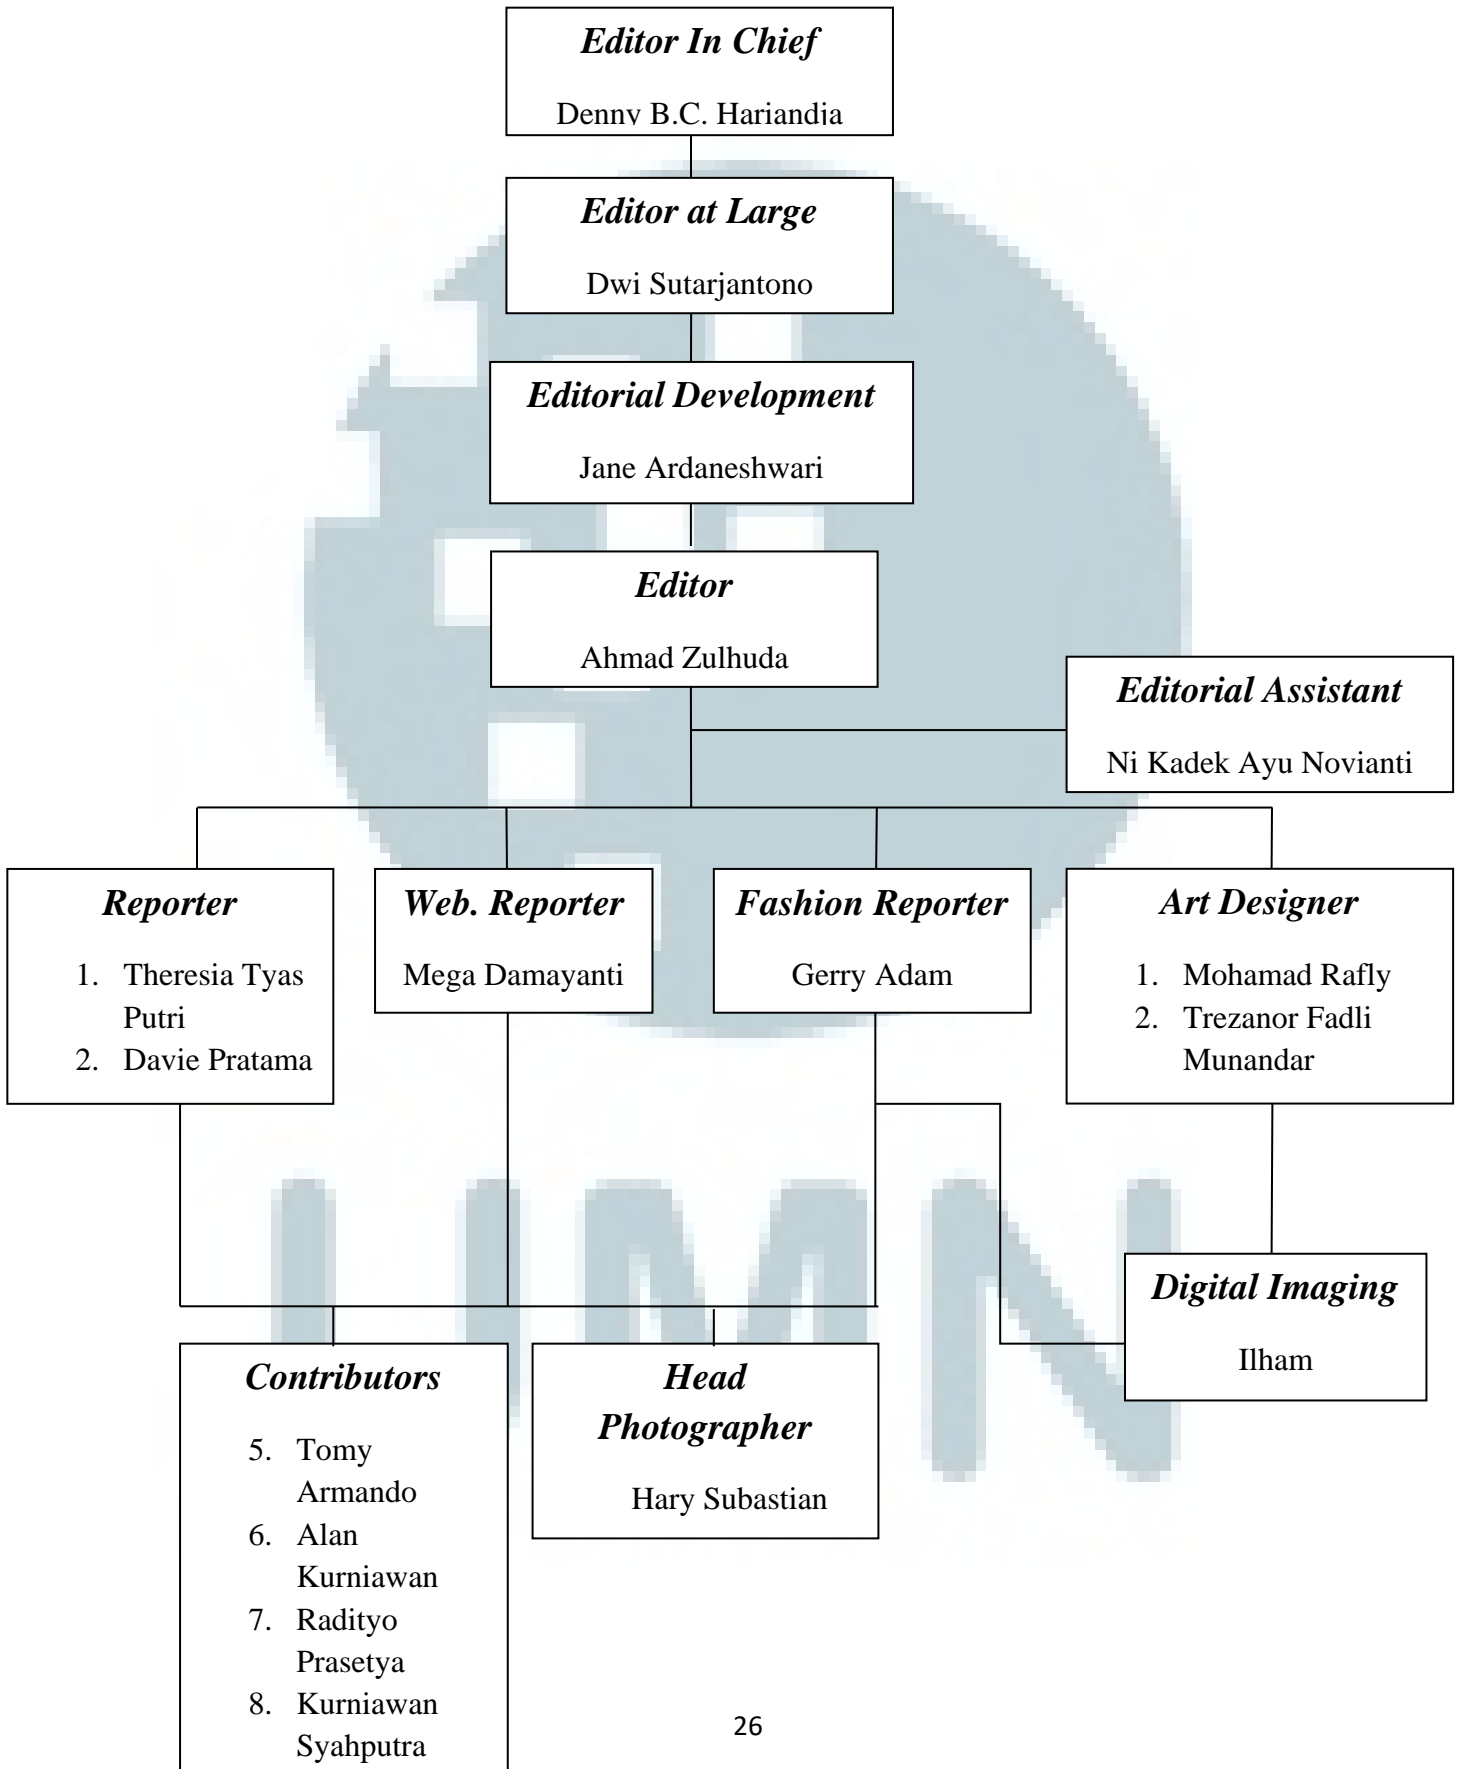 Editor In Chief
Denny B.C. Hariandja
Editor at Large
Dwi Sutarjantono
Editorial Development
Jane Ardaneshwari
Editor
Ahmad Zulhuda
Editorial Assistant
Ni Kadek Ayu Novianti
Reporter
1. Theresia Tyas
Putri
2. Davie Pratama
Web. Reporter
Mega Damayanti
Fashion Reporter
Gerry Adam
Art Designer
1. Mohamad Rafly
2. Trezanor Fadli
Munandar
Digital Imaging
Ilham
Contributors
5. Tomy
Armando
6. Alan
Kurniawan
7. Radityo
Prasetya
8. Kurniawan
Syahputra
Head
Photographer
Hary Subastian
UMN
26